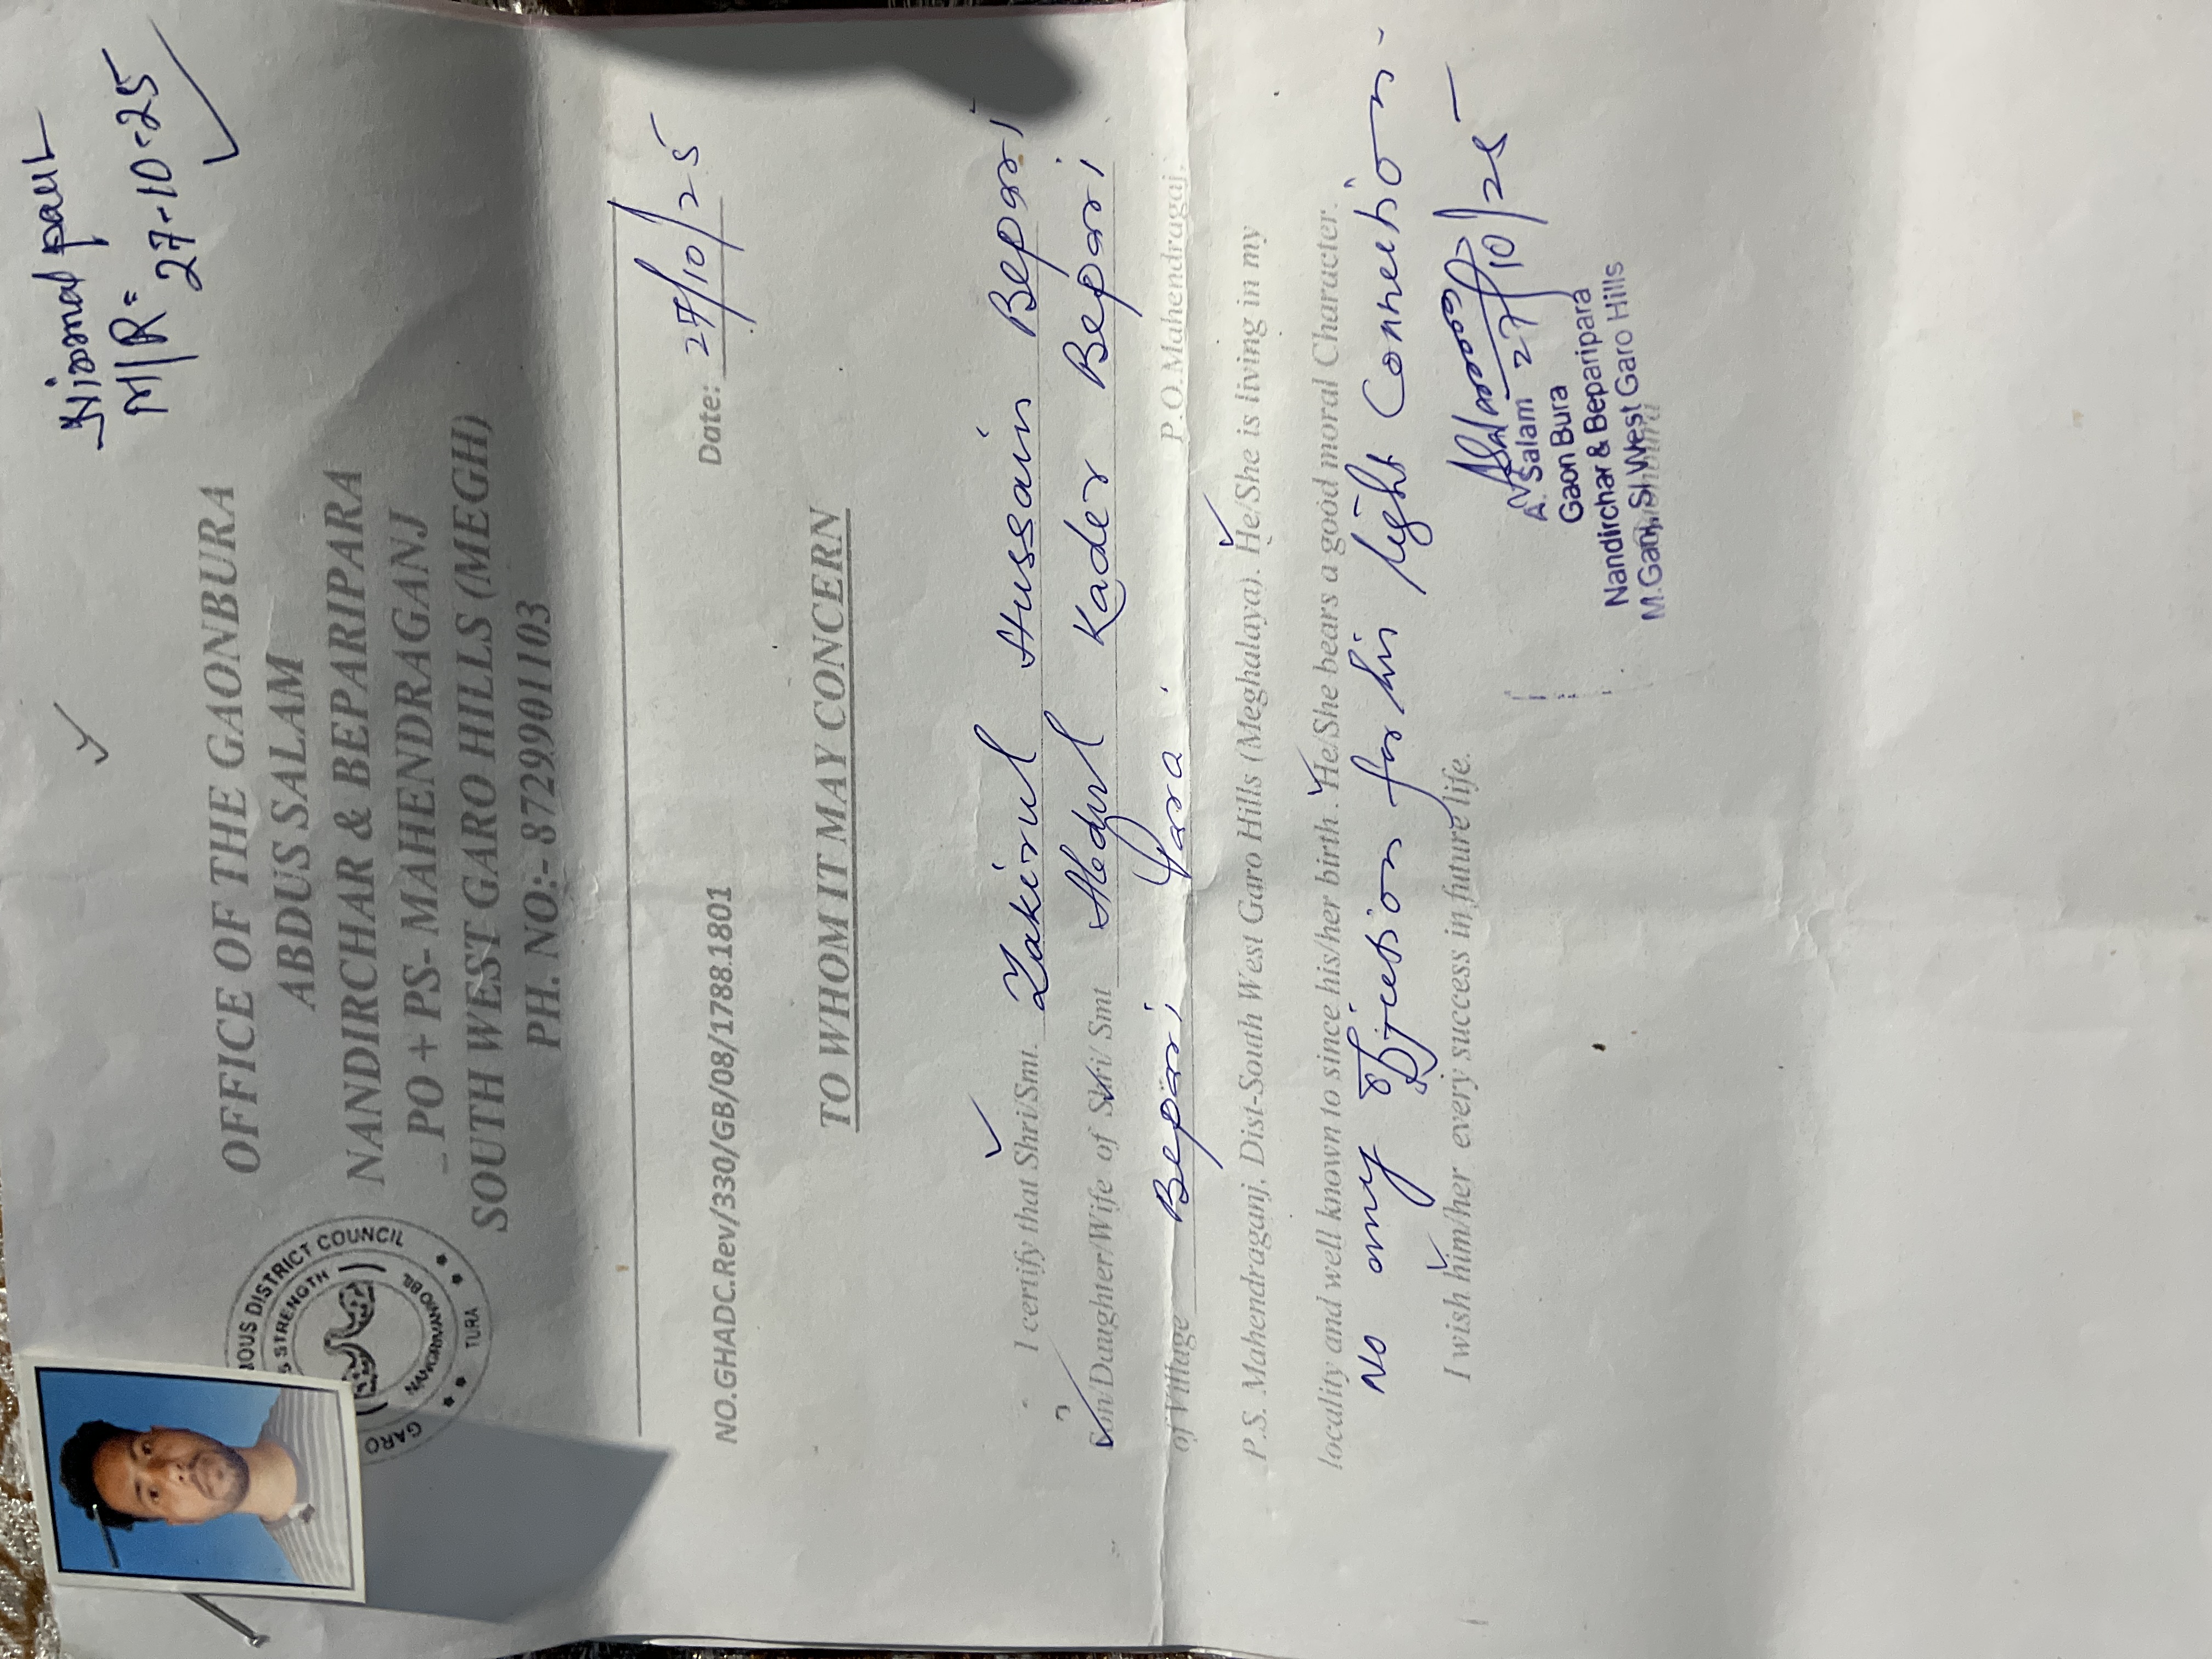 Nirmal paul
M/R=
27-10-25
OUS DISTRICT COUNCIL
S STRENGTH
GARO
TURA
OFFICE OF THE GAONBURA
ABDUS SALAM
NANDIRCHAR & BEPARIPARA
PO + PS- MAHENDRAGANJ
SOUTH WEST GARO HILLS (MEGH)
PH. NO:- 8729901103
NO.GHADC.Rev/330/GB/08/1788.1801 Date: 27/10/25
TO WHOM IT MAY CONCERN
I certify that Shri/Smt. Zakirul Hussain Bepari
Son/Daughter/Wife of Shri/ Smt Abdul Kader Bepari
of Village Bepari Para. P.O.Mahendragaj,
P.S. Mahendraganj, Dist-South West Garo Hills (Meghalaya). He/She is living in my
locality and well known to since his/her birth. He/She bears a good moral Character.
No any objection for his light Connection-
I wish him/her every success in future life.
27/10/25
A. Salam
Gaon Bura
Nandirchar & Beparipara
M.Ganj, S West Garo Hills